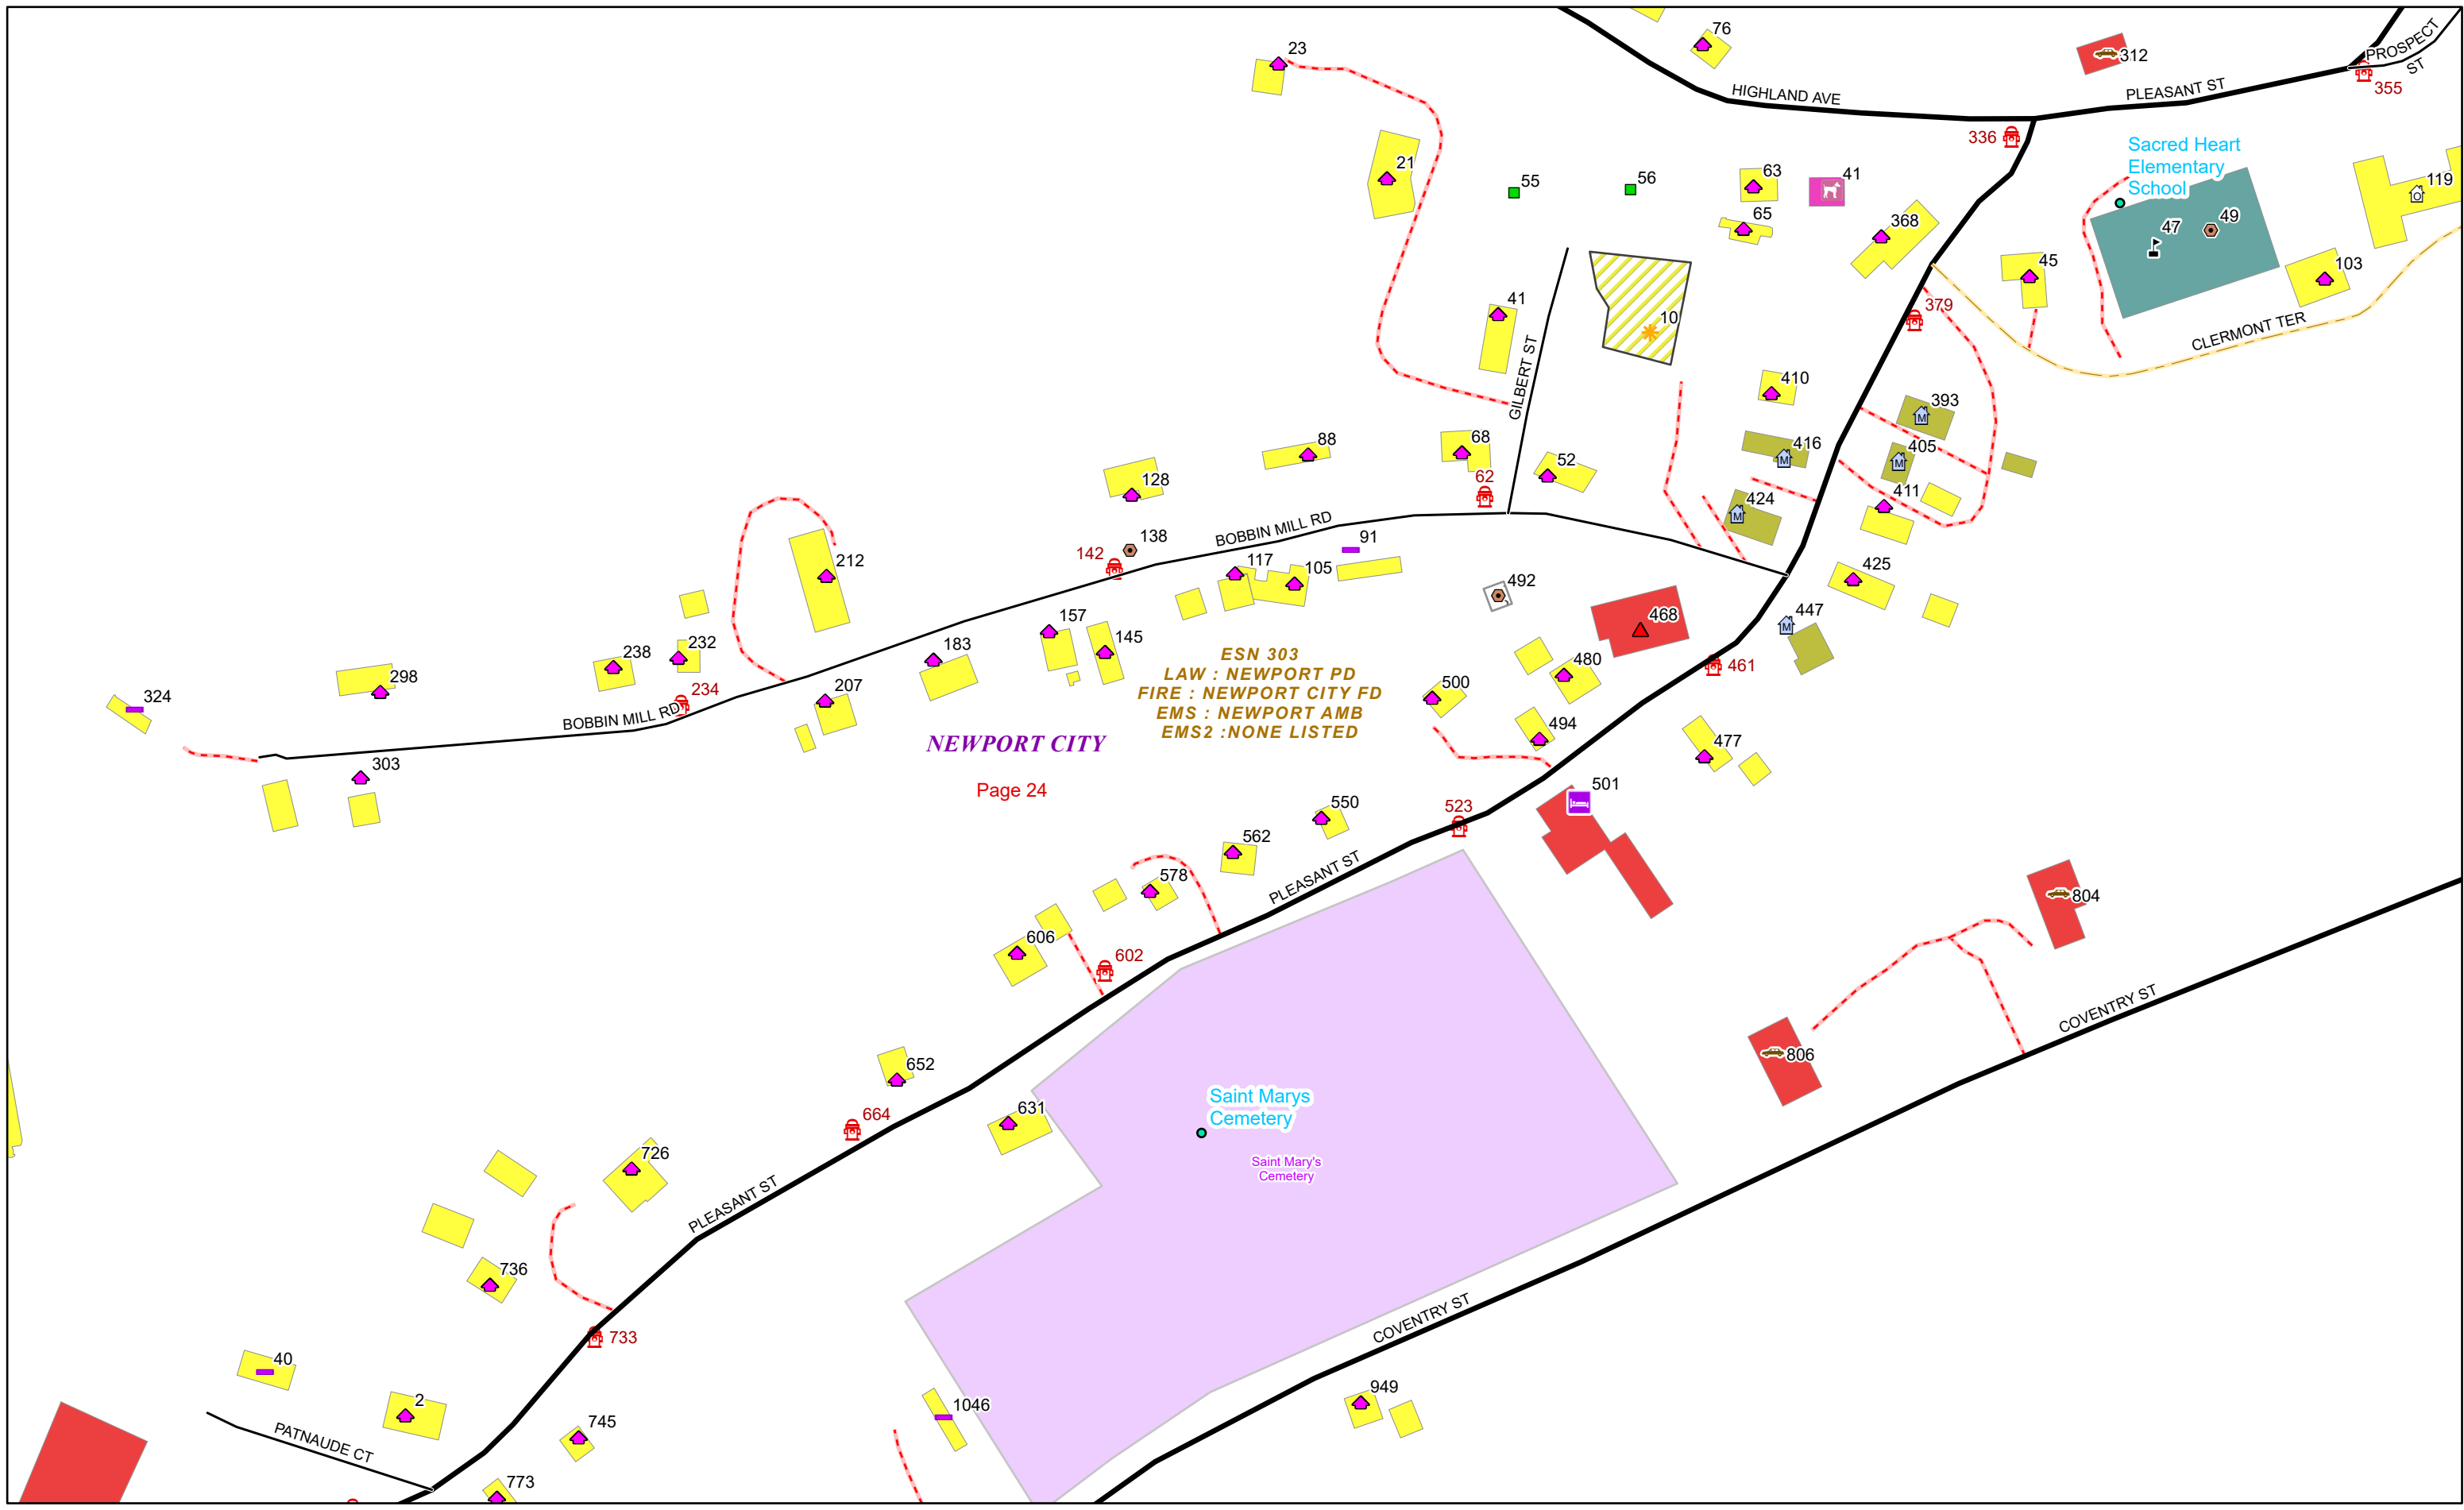 76
312
PROSPECT
ST
23
PLEASANT ST
HIGHLAND AVE
355
336
Sacred Heart
Elementary
School
21
55
56
63
41
119
65
368
47
49
45
103
41
10
379
CLERMONT TER
GILBERT ST
410
393
88
68
416
405
52
128
62
411
424
BOBBIN MILL RD
138
91
142
212
117
105
492
425
157
468
447
145
183
238
232
ESN 303
LAW : NEWPORT PD
FIRE : NEWPORT CITY FD
EMS : NEWPORT AMB
EMS2 :NONE LISTED
480
461
298
234
207
500
324
BOBBIN MILL RD
494
NEWPORT CITY
477
303
Page 24
501
550
523
562
PLEASANT ST
578
804
606
602
COVENTRY ST
806
652
Saint Marys
Cemetery
631
664
726
Saint Mary's
Cemetery
PLEASANT ST
736
733
COVENTRY ST
40
949
2
1046
745
PATNAUDE CT
773
M
M
M
M
M
O